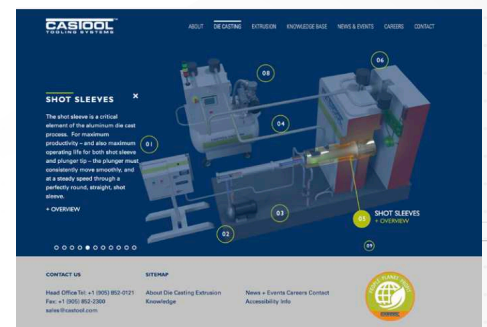 CASTOOL™
TOOLING SYSTEMS
ABOUT DIE CASTING EXTRUSION KNOWLEDGE BASE NEWS & EVENTS CAREERS CONTACT
06
08
SHOT SLEEVES ×
The shot sleeve is a critical
element of the aluminum die cast
process. For maximum
productivity – and also maximum
operating life for both shot sleeve
and plunger tip – the plunger must
consistently move smoothly, and
at a steady speed through a
perfectly round, straight, shot
sleeve.
+ OVERVIEW
04
01
05
SHOT SLEEVES
+ OVERVIEW
03
02
09
CONTACT US
Head Office Tel: +1 (905) 852-0121
Fax: +1 (905) 852-2300
sales@castool.com
SITEMAP
About Die Casting Extrusion
Knowledge
News + Events Careers Contact
Accessibility Info
PEOPLE PLANET